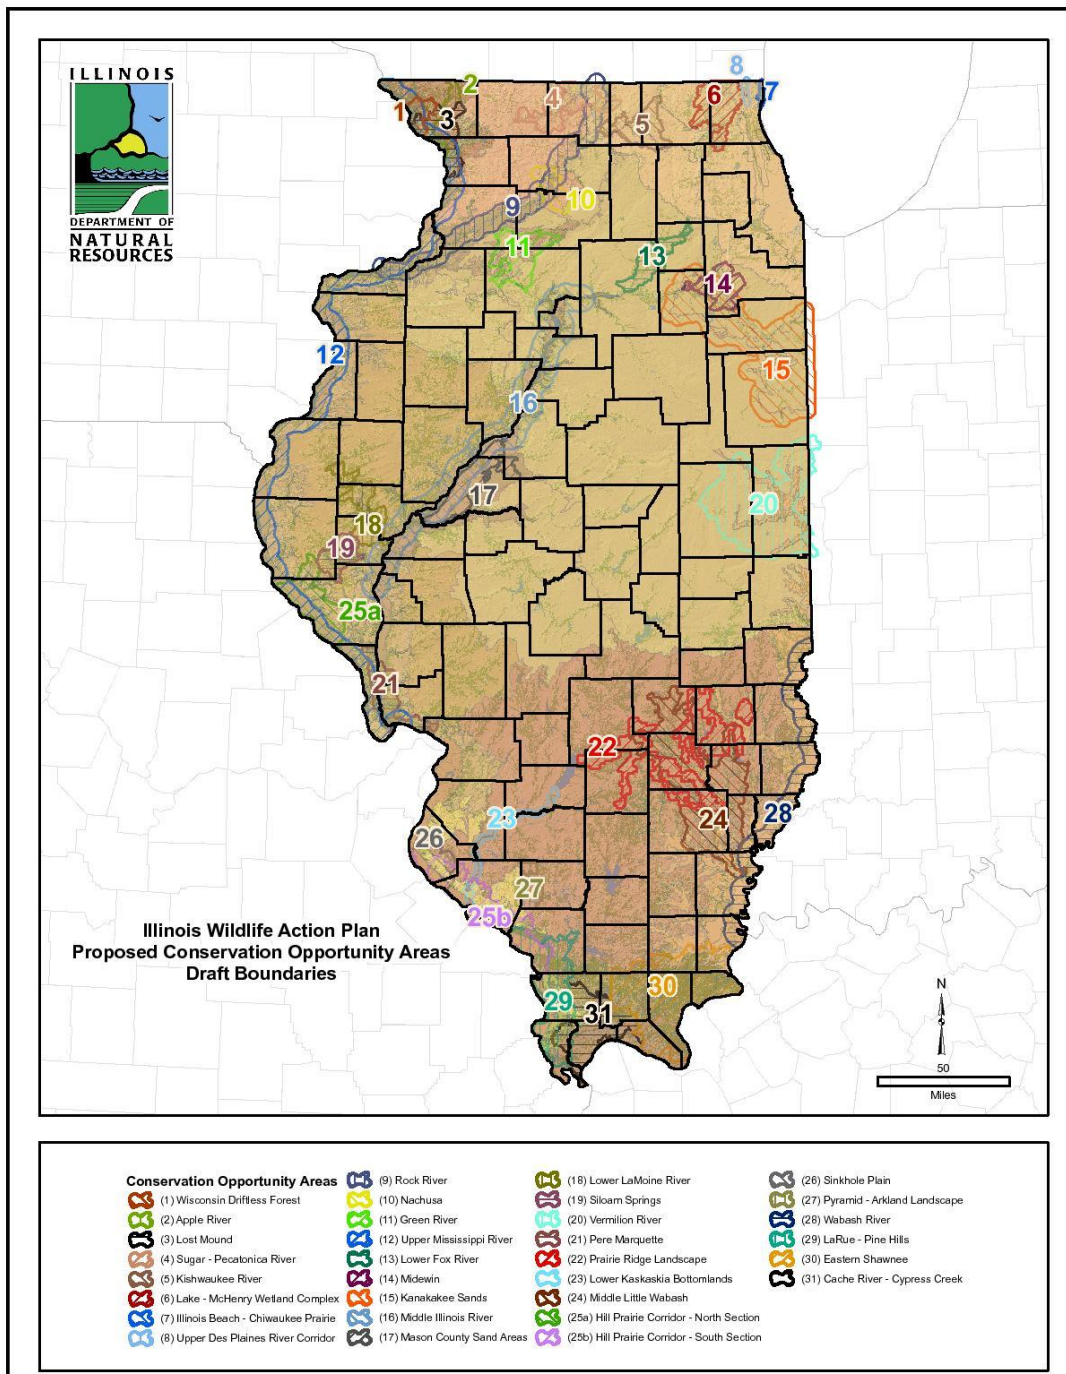 ILLINOIS
DEPARTMENT OF
NATURAL
RESOURCES
8
2
7
6
4
1
3
5
9
10
11
13
14
12
15
16
17
20
18
19
25a
21
22
23
24
28
26
27
25b
Illinois Wildlife Action Plan
Proposed Conservation Opportunity Areas
Draft Boundaries
29
30
31
N
50
Miles
Conservation Opportunity Areas
(1) Wisconsin Driftless Forest
(2) Apple River
(3) Lost Mound
(4) Sugar - Pecatonica River
(5) Kishwaukee River
(6) Lake - McHenry Wetland Complex
(7) Illinois Beach - Chiwaukee Prairie
(8) Upper Des Plaines River Corridor
(9) Rock River
(10) Nachusa
(11) Green River
(12) Upper Mississippi River
(13) Lower Fox River
(14) Midewin
(15) Kanakakee Sands
(16) Middle Illinois River
(17) Mason County Sand Areas
(18) Lower LaMoine River
(19) Siloam Springs
(20) Vermilion River
(21) Pere Marquette
(22) Prairie Ridge Landscape
(23) Lower Kaskaskia Bottomlands
(24) Middle Little Wabash
(25a) Hill Prairie Corridor - North Section
(25b) Hill Prairie Corridor - South Section
(26) Sinkhole Plain
(27) Pyramid - Arkland Landscape
(28) Wabash River
(29) LaRue - Pine Hills
(30) Eastern Shawnee
(31) Cache River - Cypress Creek